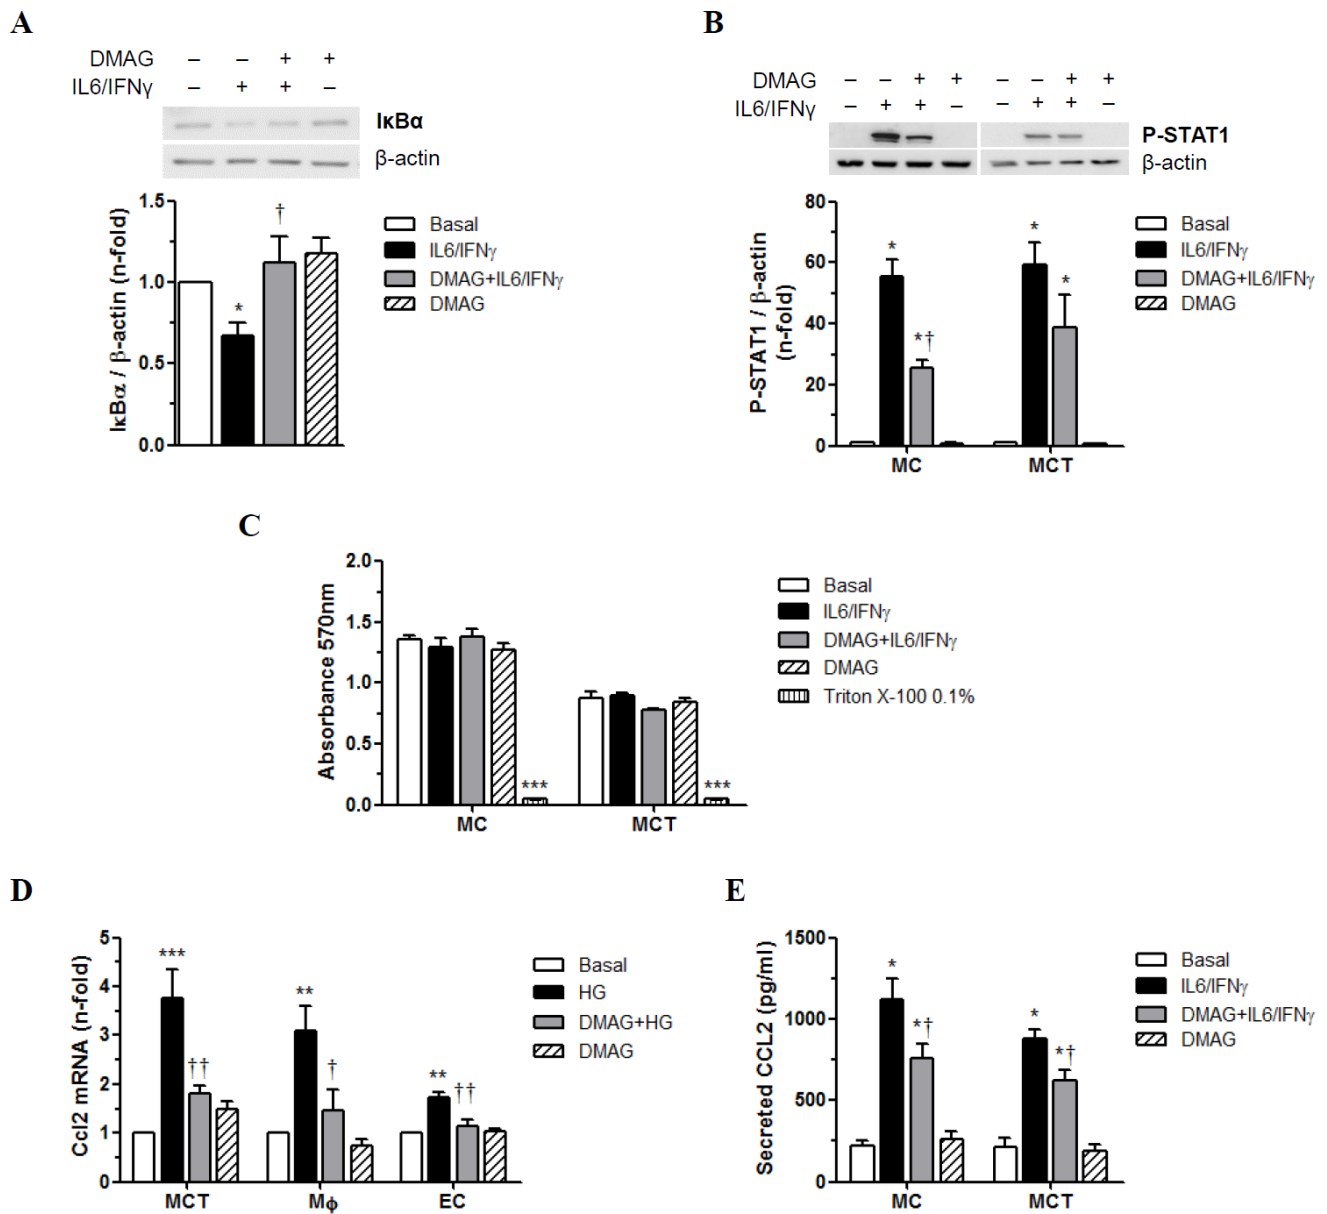 A
DMAG – – + +
IL6/IFNγ – + + –
IκBα
β-actin
IκBα / β-actin (n-fold)
1.5
1.0
0.5
0.0
*
†
Basal
IL6/IFNγ
DMAG+IL6/IFNγ
DMAG
B
DMAG – – + + – – + +
IL6/IFNγ – + + – – + + –
P-STAT1
β-actin
P-STAT1 / β-actin
(n-fold)
80
60
40
20
0
* *† * *
MC MCT
Basal
IL6/IFNγ
DMAG+IL6/IFNγ
DMAG
C
Absorbance 570nm
2.0
1.5
1.0
0.5
0.0
*** ***
MC MCT
Basal
IL6/IFNγ
DMAG+IL6/IFNγ
DMAG
Triton X-100 0.1%
D
Ccl2 mRNA (n-fold)
5
4
3
2
1
0
*** †† ** † ** ††
MCT Mϕ EC
Basal
HG
DMAG+HG
DMAG
E
Secreted CCL2 (pg/ml)
1500
1000
500
0
* *† * *†
MC MCT
Basal
IL6/IFNγ
DMAG+IL6/IFNγ
DMAG